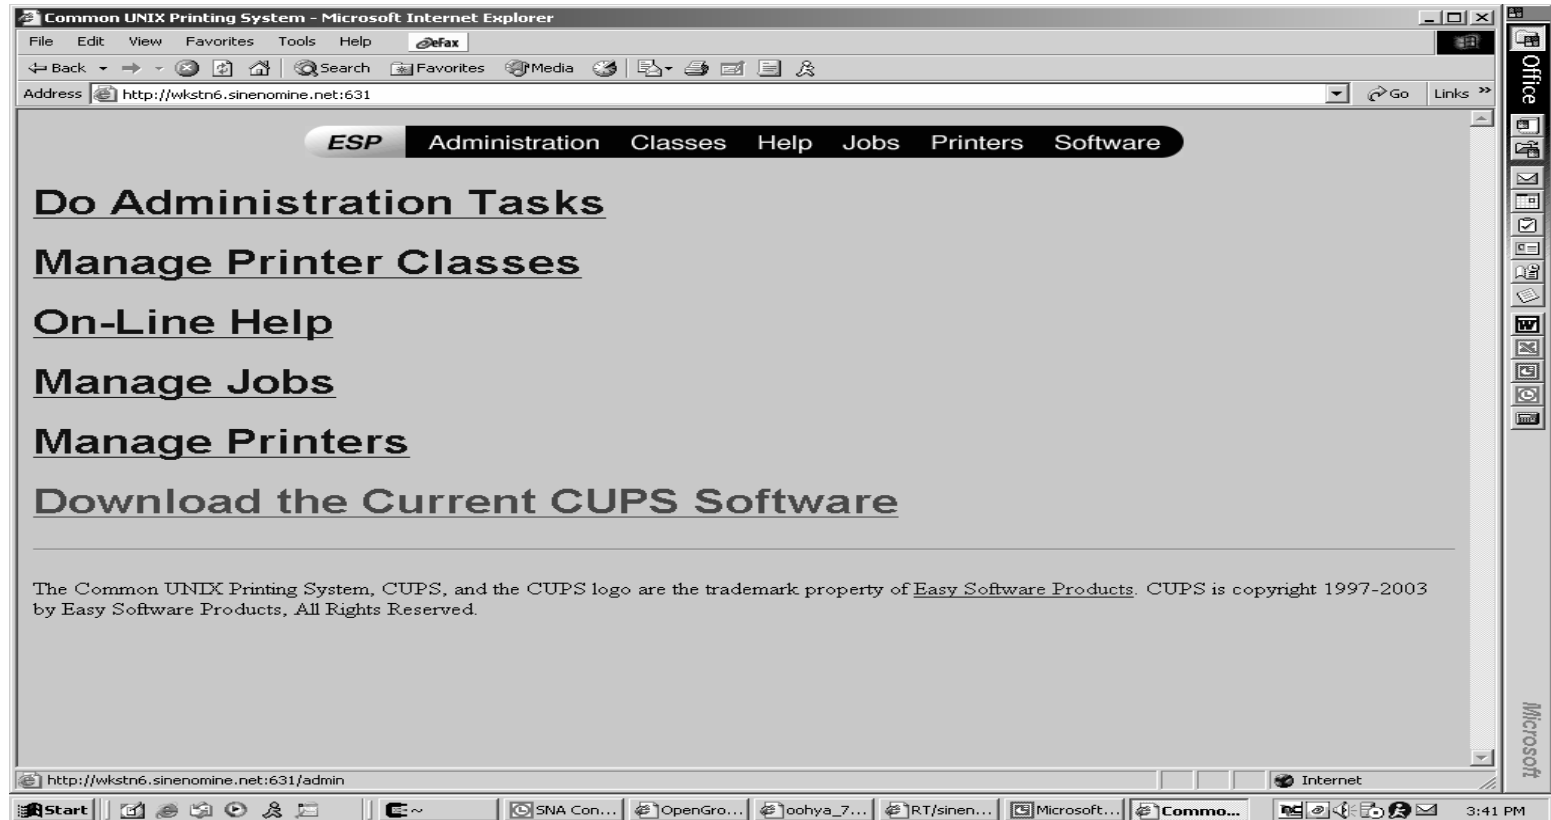 Common UNIX Printing System - Microsoft Internet Explorer
File Edit View Favorites Tools Help eFax
Back Search Favorites Media
Address http://wkstn6.sinenomine.net:631 Go Links »
Office
ESP Administration Classes Help Jobs Printers Software
Do Administration Tasks
Manage Printer Classes
On-Line Help
Manage Jobs
Manage Printers
Download the Current CUPS Software
The Common UNIX Printing System, CUPS, and the CUPS logo are the trademark property of Easy Software Products. CUPS is copyright 1997-2003
by Easy Software Products, All Rights Reserved.
Microsoft
http://wkstn6.sinenomine.net:631/admin Internet
Start ~ SNA Con... OpenGro... oohya_7... RT/sinen... Microsoft... Commo... 3:41 PM